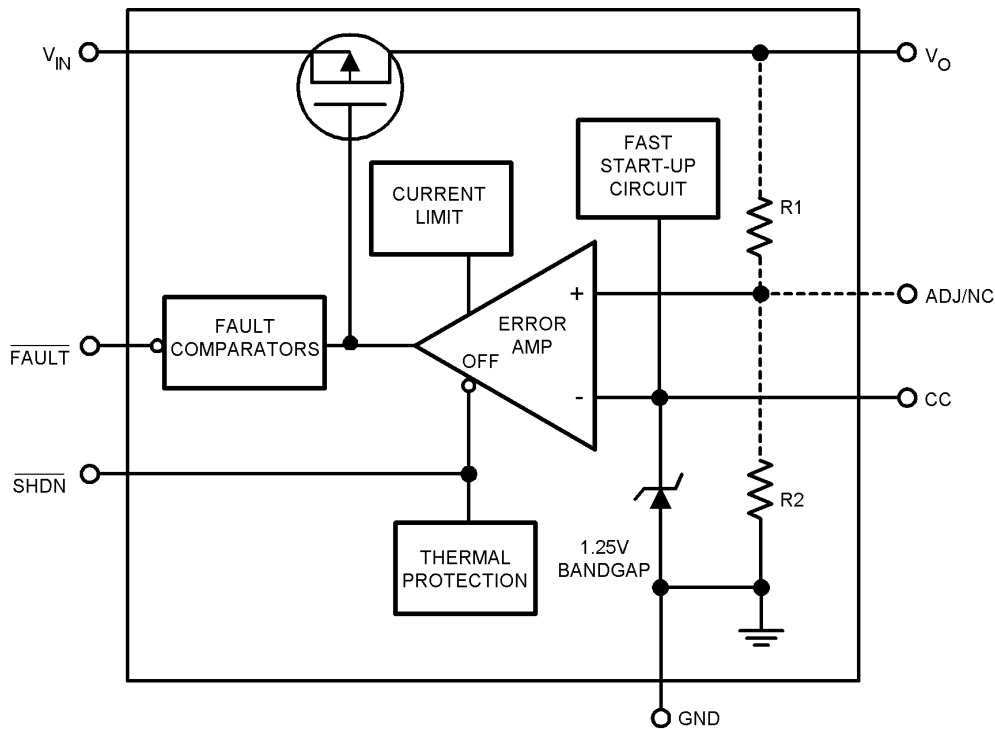 VIN
VO
FAST
START-UP
CIRCUIT
CURRENT
LIMIT
R1
+
ADJ/NC
ERROR
AMP
FAULT
COMPARATORS
FAULT
OFF
-
CC
SHDN
R2
THERMAL
PROTECTION
1.25V
BANDGAP
GND